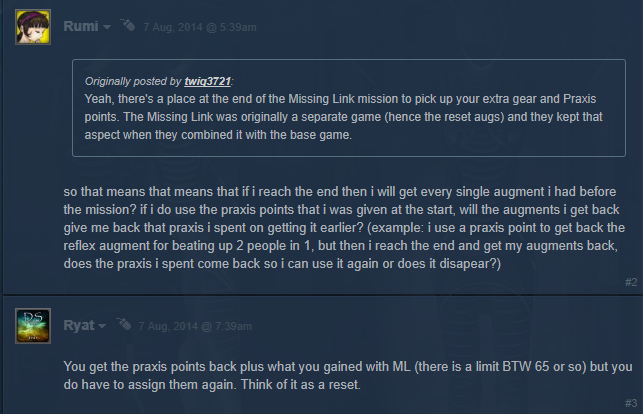 Rumi 7 Aug, 2014 @ 5:39am
Originally posted by twig3721:
Yeah, there's a place at the end of the Missing Link mission to pick up your extra gear and Praxis
points. The Missing Link was originally a separate game (hence the reset augs) and they kept that
aspect when they combined it with the base game.
so that means that means that if i reach the end then i will get every single augment i had before
the mission? if i do use the praxis points that i was given at the start, will the augments i get back
give me back that praxis i spent on getting it earlier? (example: i use a praxis point to get back the
reflex augment for beating up 2 people in 1, but then i reach the end and get my augments back,
does the praxis i spent come back so i can use it again or does it disapear?)
#2
DS
Ryat 7 Aug, 2014 @ 7:39am
You get the praxis points back plus what you gained with ML (there is a limit BTW 65 or so) but you
do have to assign them again. Think of it as a reset.
#3